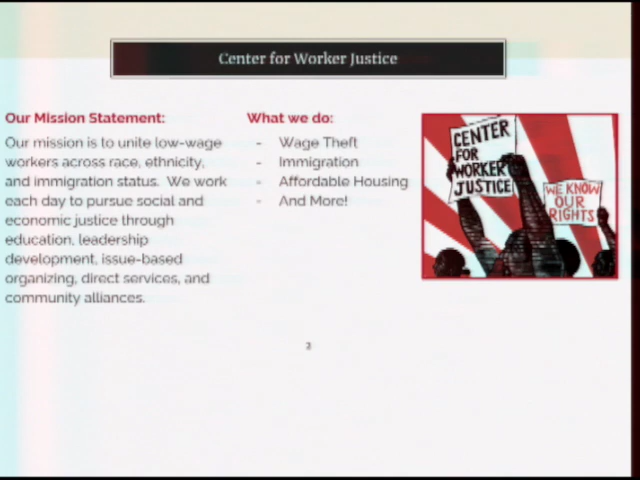 Center for Worker Justice
Our Mission Statement:
Our mission is to unite low-wage
workers across race, ethnicity,
and immigration status. We work
each day to pursue social and
economic justice through
education, leadership
development, issue-based
organizing, direct services, and
community alliances.
What we do:
- Wage Theft
- Immigration
- Affordable Housing
- And More!
CENTER
FOR
WORKER
JUSTICE
WE KNOW
OUR
RIGHTS